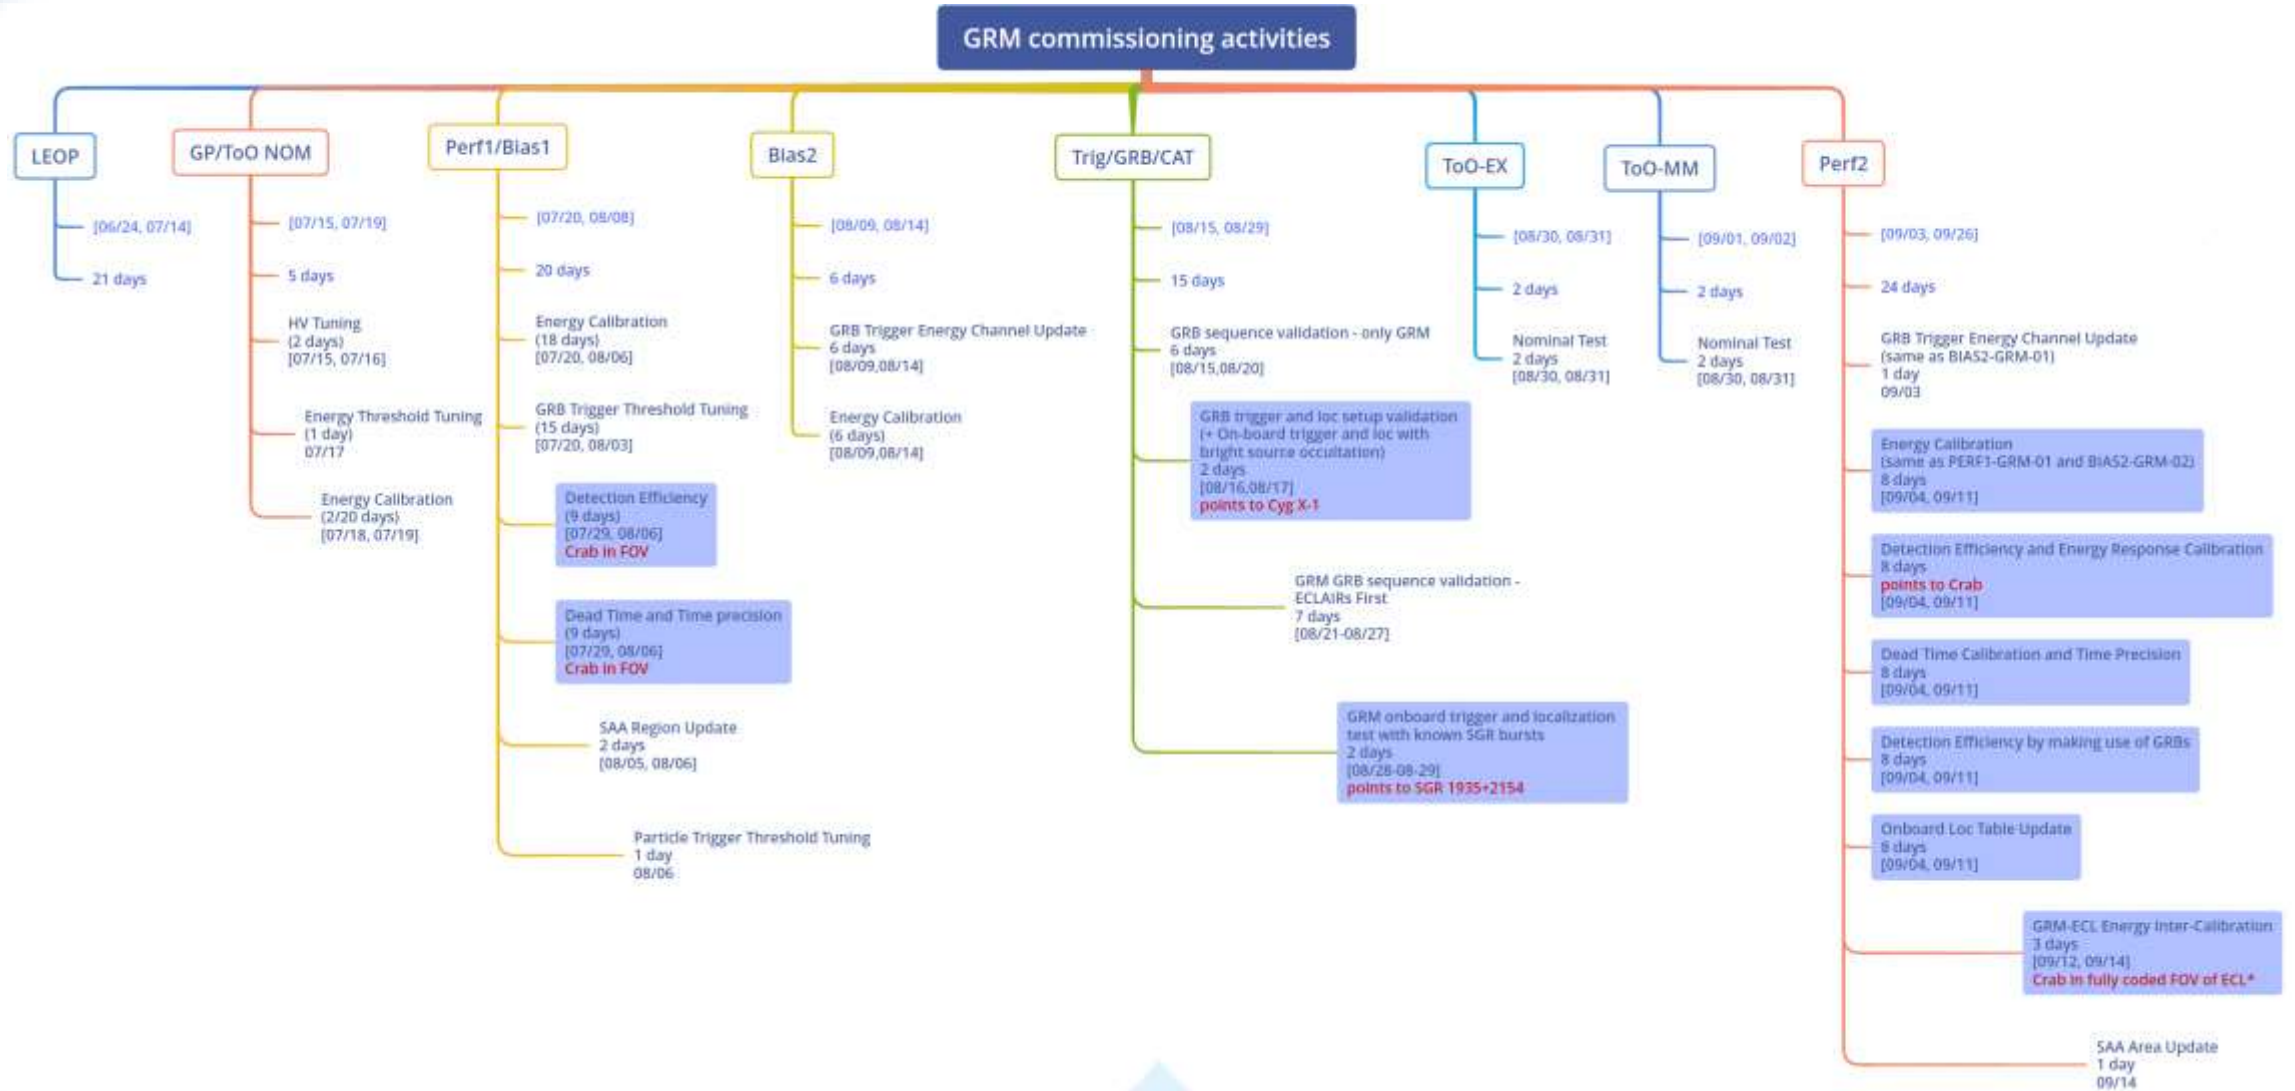 GRM commissioning activities
LEOP
[06/24, 07/14]
21 days
GP/ToO NOM
[07/15, 07/19]
5 days
HV Tuning
(2 days)
[07/15, 07/16]
Energy Threshold Tuning
(1 day)
07/17
Energy Calibration
(2/20 days)
[07/18, 07/19]
Perf1/Bias1
[07/20, 08/08]
20 days
Energy Calibration
(18 days)
[07/20, 08/06]
GRB Trigger Threshold Tuning
(15 days)
[07/20, 08/03]
Detection Efficiency
(9 days)
[07/29, 08/06]
Crab in FOV
Dead Time and Time precision
(9 days)
[07/29, 08/06]
Crab in FOV
SAA Region Update
2 days
[08/05, 08/06]
Particle Trigger Threshold Tuning
1 day
08/06
Bias2
[08/09, 08/14]
6 days
GRB Trigger Energy Channel Update
6 days
[08/09,08/14]
Energy Calibration
(6 days)
[08/09,08/14]
Trig/GRB/CAT
[08/15, 08/29]
15 days
GRB sequence validation - only GRM
6 days
[08/15,08/20]
GRB trigger and loc setup validation
(+ On-board trigger and loc with
bright source occultation)
2 days
[08/16,08/17]
points to Cyg X-1
GRM GRB sequence validation -
ECLAIRs First
7 days
[08/21-08/27]
GRM onboard trigger and localization
test with known SGR bursts
2 days
[08/28-08-29]
points to SGR 1935+2154
ToO-EX
[08/30, 08/31]
2 days
Nominal Test
2 days
[08/30, 08/31]
ToO-MM
[09/01, 09/02]
2 days
Nominal Test
2 days
[08/30, 08/31]
Perf2
[09/03, 09/26]
24 days
GRB Trigger Energy Channel Update
(same as BIAS2-GRM-01)
1 day
09/03
Energy Calibration
(same as PERF1-GRM-01 and BIAS2-GRM-02)
8 days
[09/04, 09/11]
Detection Efficiency and Energy Response Calibration
8 days
points to Crab
[09/04, 09/11]
Dead Time Calibration and Time Precision
8 days
[09/04, 09/11]
Detection Efficiency by making use of GRBs
8 days
[09/04, 09/11]
Onboard Loc Table Update
8 days
[09/04, 09/11]
GRM-ECL Energy Inter-Calibration
3 days
[09/12, 09/14]
Crab in fully coded FOV of ECL*
SAA Area Update
1 day
09/14